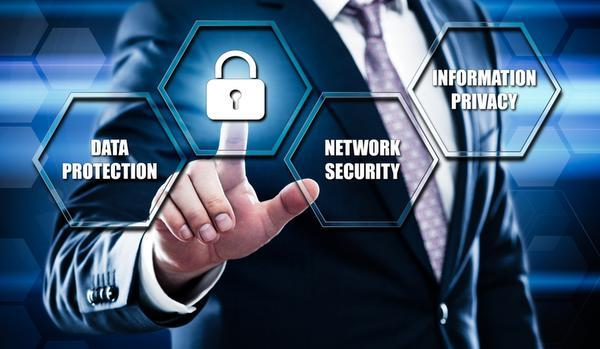 DATA
PROTECTION
NETWORK
SECURITY
INFORMATION
PRIVACY